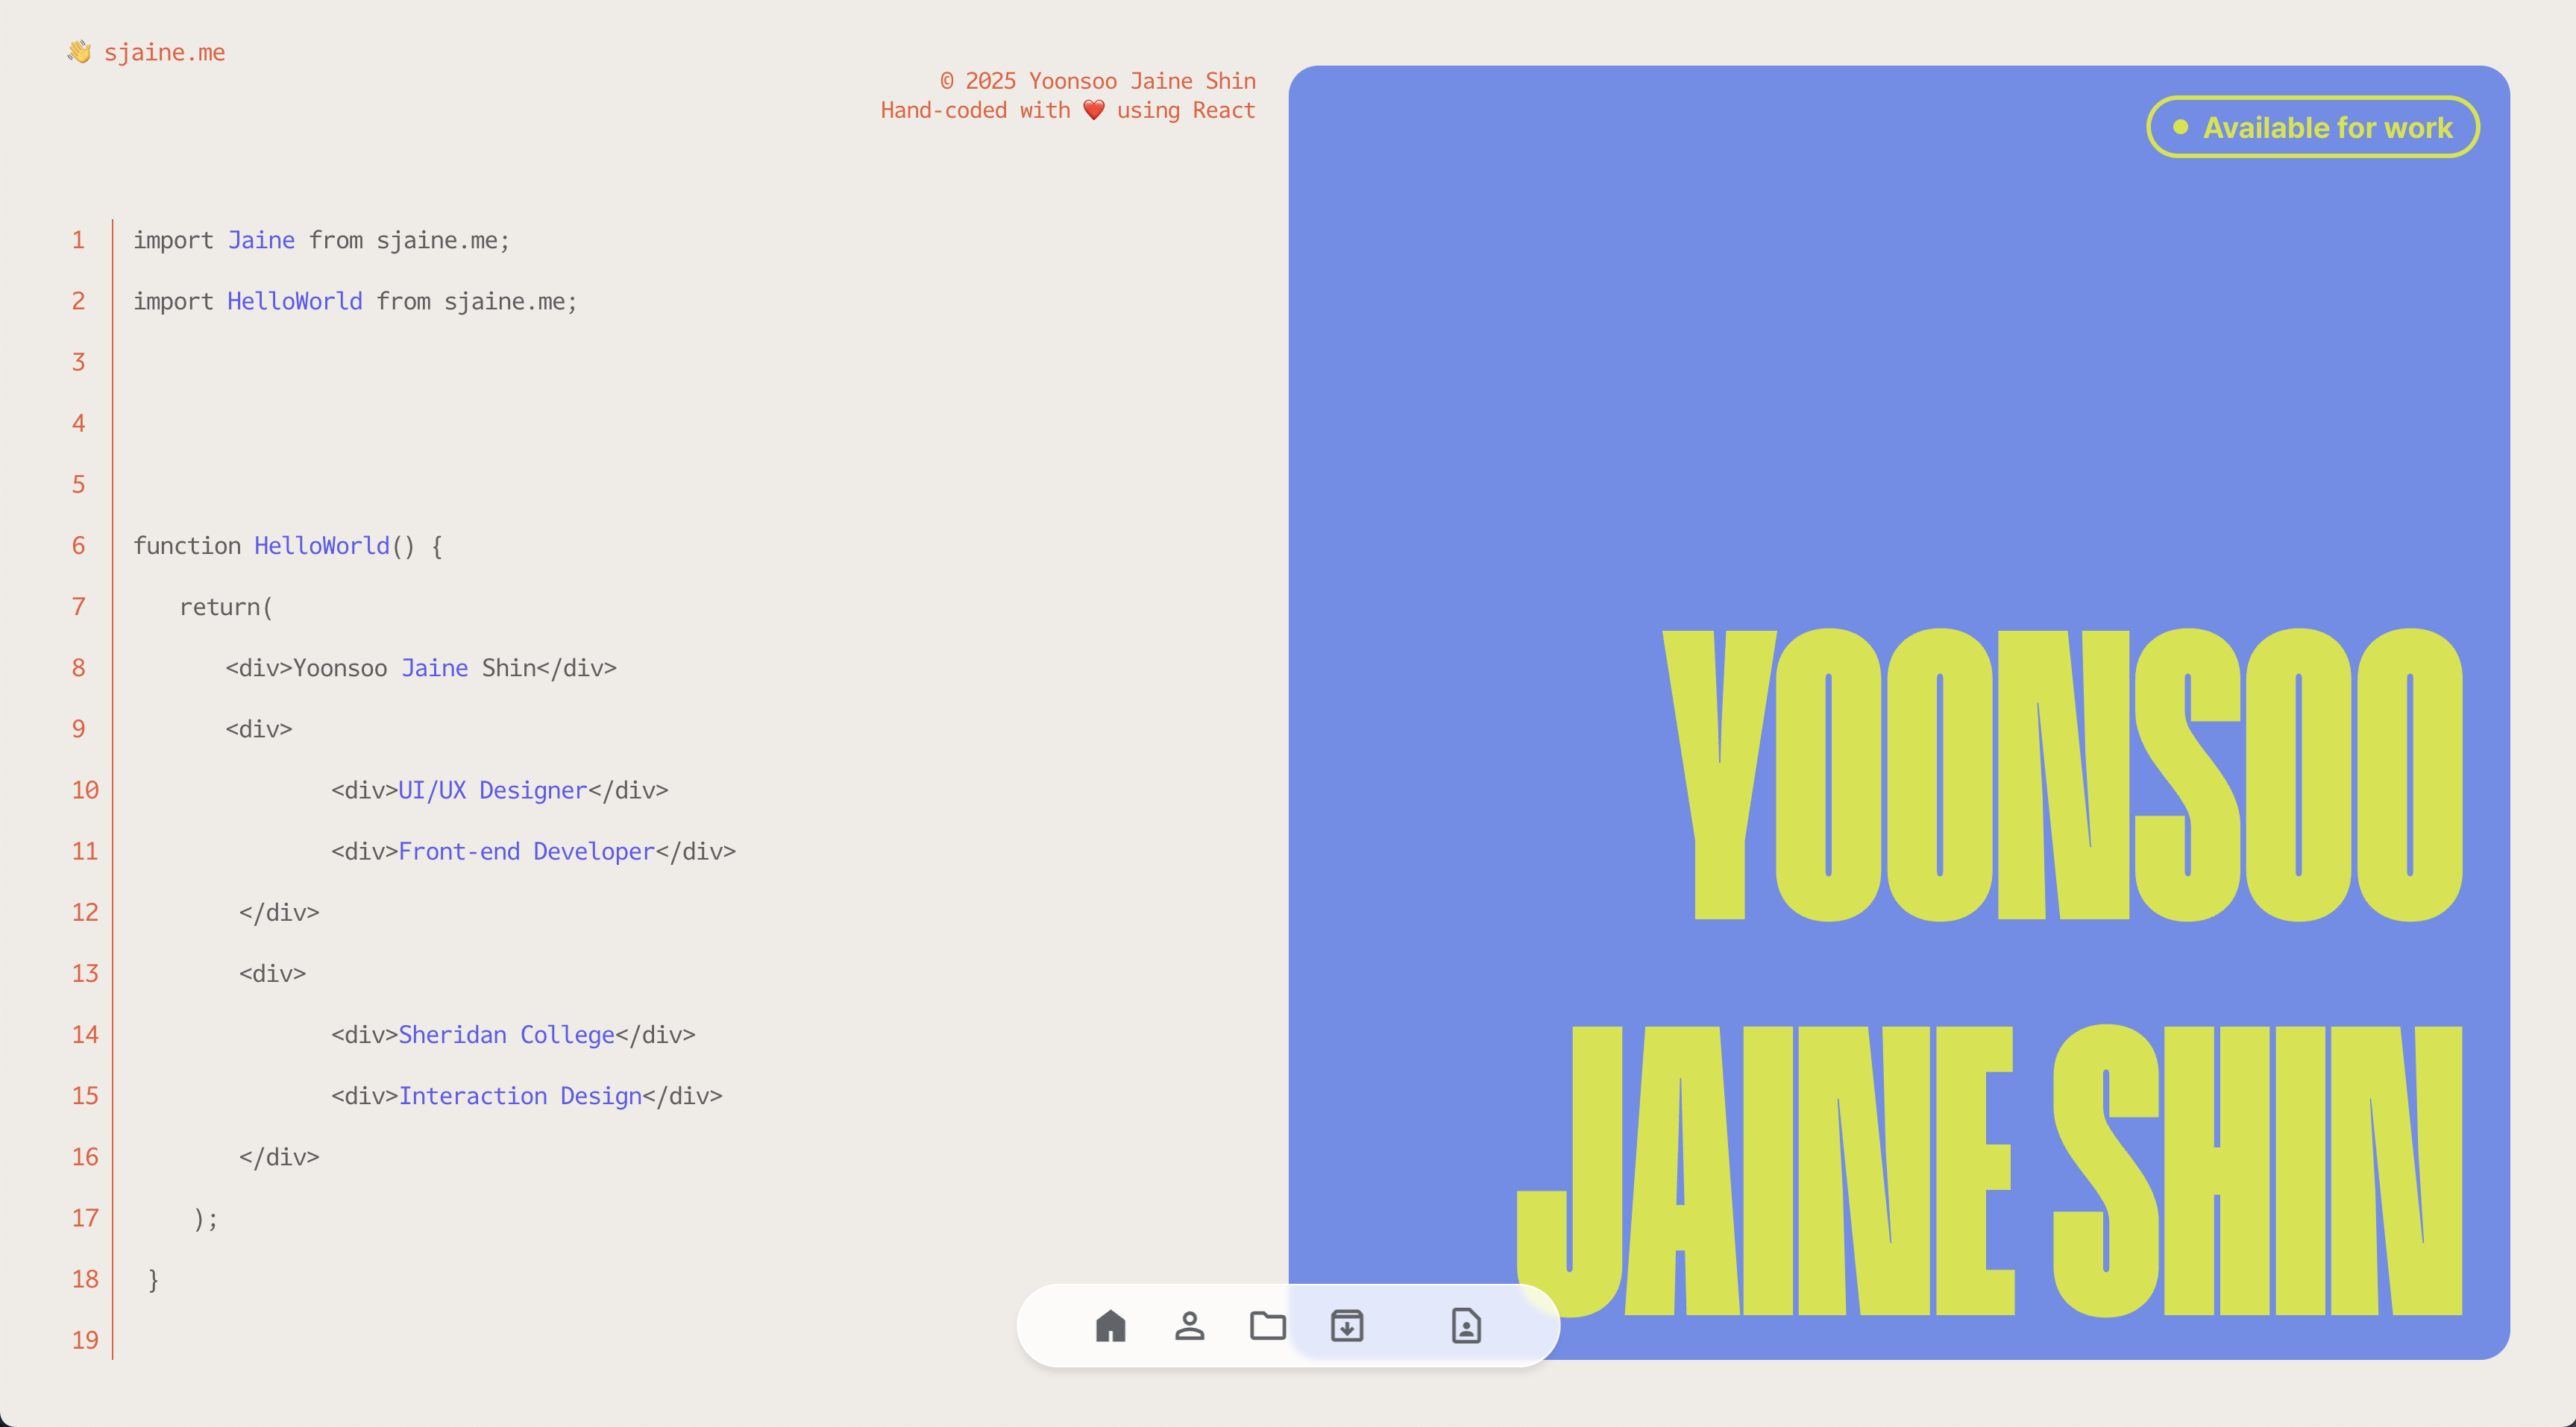 👋 sjaine.me
© 2025 Yoonsoo Jaine Shin
Hand-coded with ❤️ using React
1 import Jaine from sjaine.me;
2 import HelloWorld from sjaine.me;
3
4
5
6 function HelloWorld() {
7 return(
8 <div>Yoonsoo Jaine Shin</div>
9 <div>
10 <div>UI/UX Designer</div>
11 <div>Front-end Developer</div>
12 </div>
13 <div>
14 <div>Sheridan College</div>
15 <div>Interaction Design</div>
16 </div>
17 );
18 }
19
Available for work
YOONSOO
JAINE SHIN